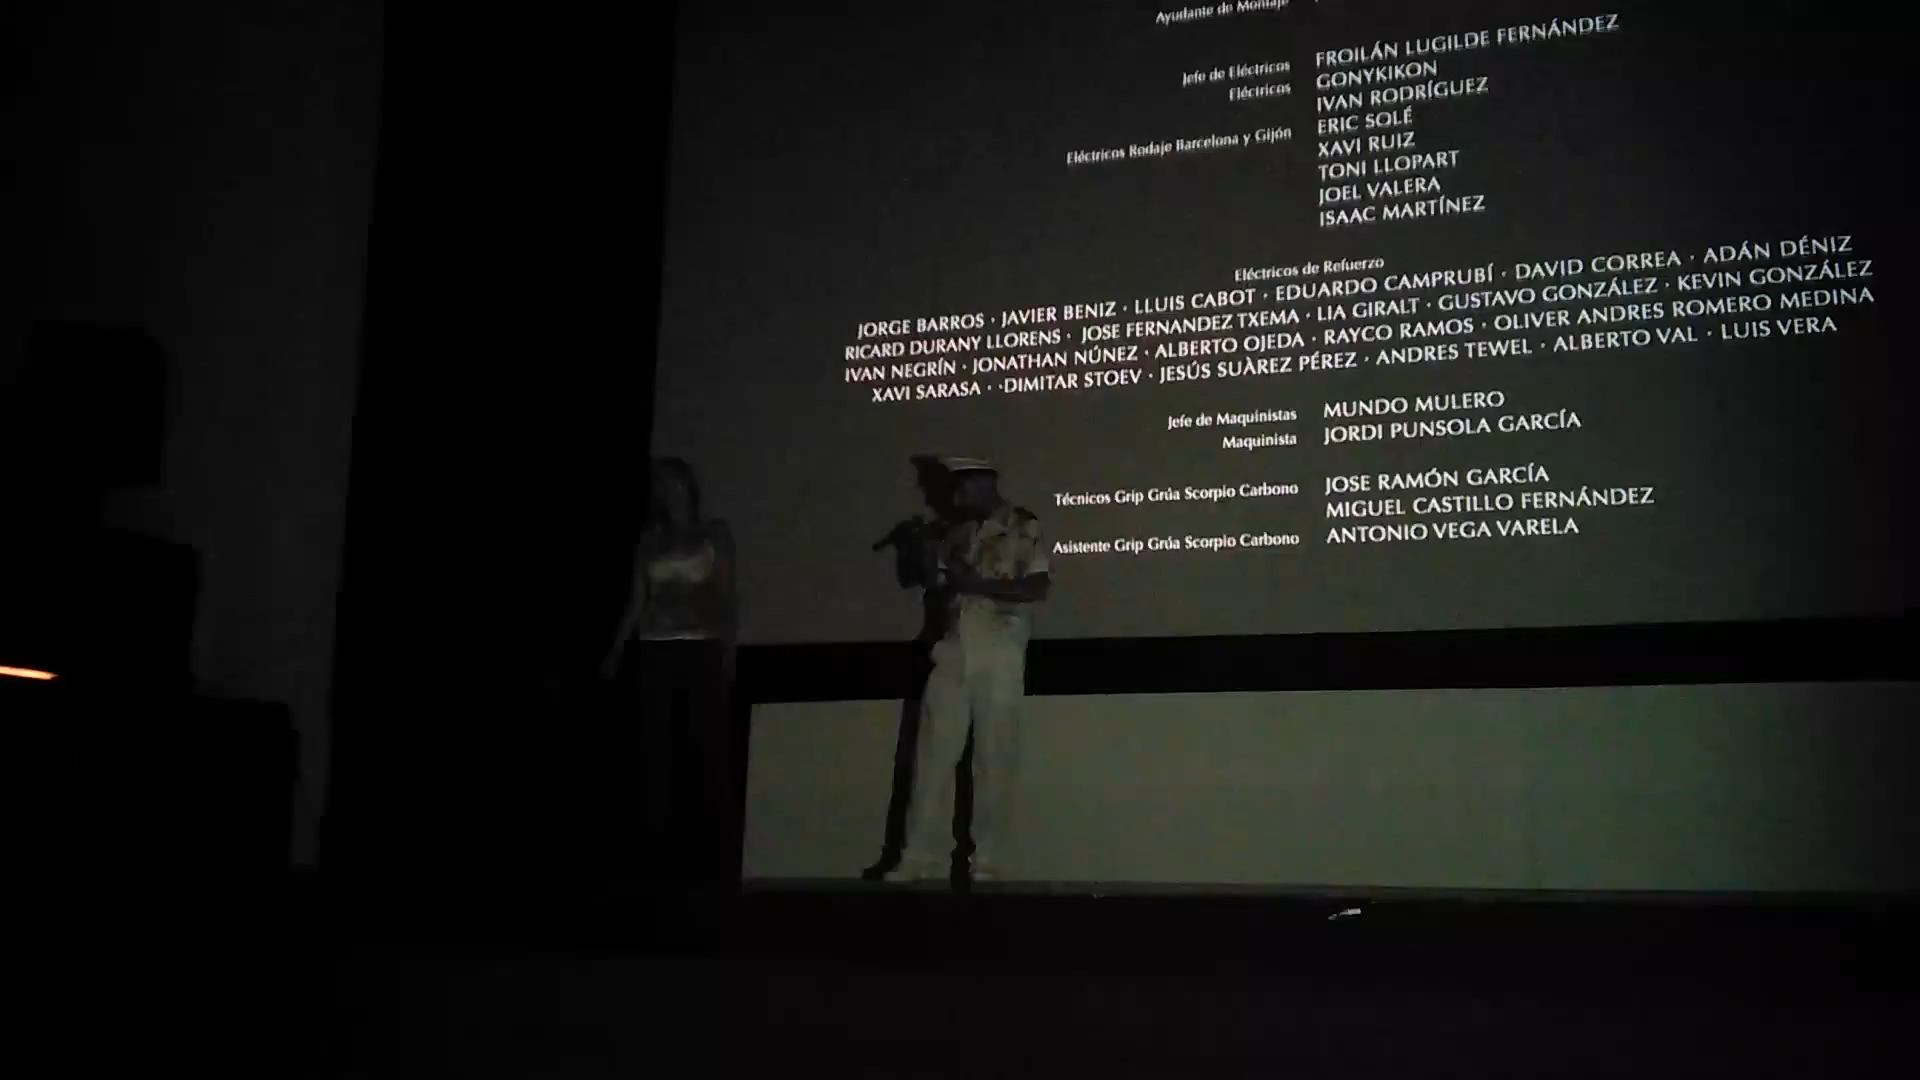 Ayudante de Montaje
FROILÁN LUGILDE FERNÁNDEZ
Jefe de Eléctricos
GONYKIKON
Eléctricos
IVAN RODRÍGUEZ
ERIC SOLÉ
Eléctricos Rodaje Barcelona y Gijón
XAVI RUIZ
TONI LLOPART
JOEL VALERA
ISAAC MARTÍNEZ
Eléctricos de Refuerzo
JORGE BARROS · JAVIER BENIZ · LLUIS CABOT · EDUARDO CAMPRUBÍ · DAVID CORREA · ADÁN DÉNIZ
RICARD DURANY LLORENS · JOSE FERNANDEZ TXEMA · LIA GIRALT · GUSTAVO GONZÁLEZ · KEVIN GONZÁLEZ
IVAN NEGRÍN · JONATHAN NÚNEZ · ALBERTO OJEDA · RAYCO RAMOS · OLIVER ANDRES ROMERO MEDINA
XAVI SARASA · ·DIMITAR STOEV · JESÚS SUÀREZ PÉREZ · ANDRES TEWEL · ALBERTO VAL · LUIS VERA
Jefe de Maquinistas MUNDO MULERO
Maquinista JORDI PUNSOLA GARCÍA
Técnicos Grip Grúa Scorpio Carbono JOSE RAMÓN GARCÍA
MIGUEL CASTILLO FERNÁNDEZ
Asistente Grip Grúa Scorpio Carbono ANTONIO VEGA VARELA